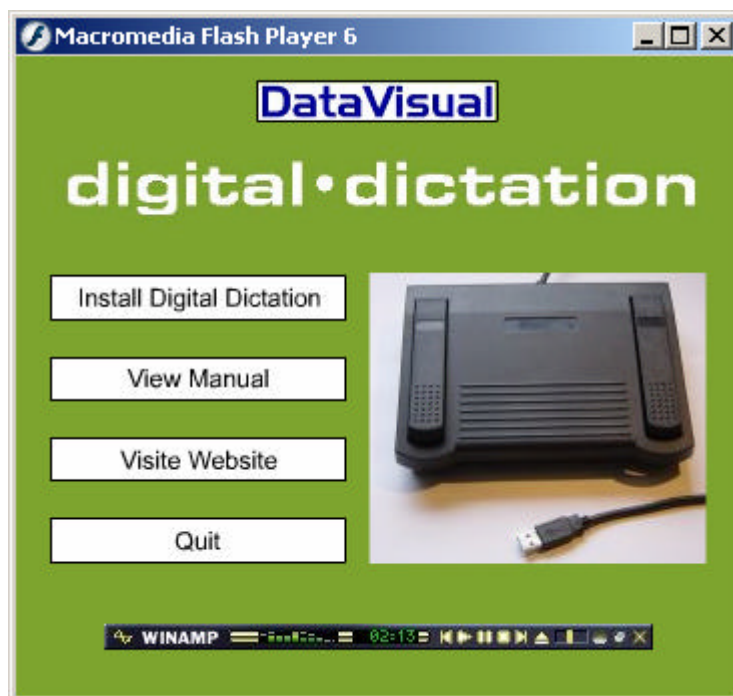 Macromedia Flash Player 6
DataVisual
digital•dictation
Install Digital Dictation
View Manual
Visite Website
Quit
WINAMP 02:13